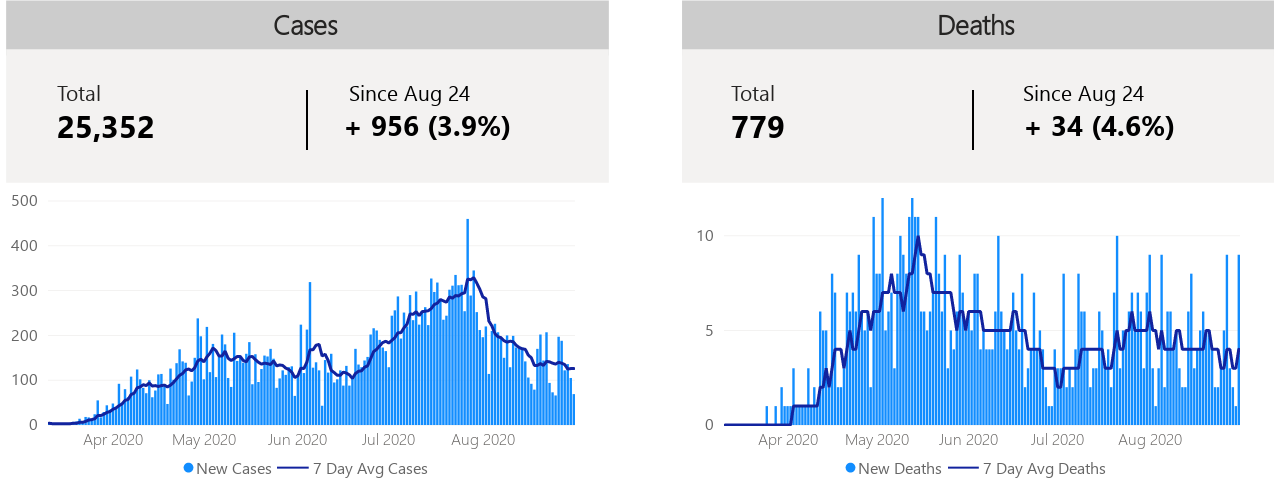 Cases
Total
25,352
Since Aug 24
+ 956 (3.9%)
500
400
300
200
100
0
Apr 2020 May 2020 Jun 2020 Jul 2020 Aug 2020
New Cases 7 Day Avg Cases
Deaths
Total
779
Since Aug 24
+ 34 (4.6%)
10
5
0
Apr 2020 May 2020 Jun 2020 Jul 2020 Aug 2020
New Deaths 7 Day Avg Deaths